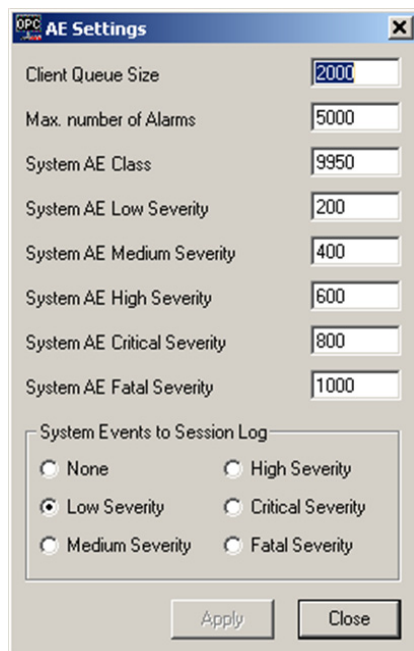 OPC AE Settings
Client Queue Size 2000
Max. number of Alarms 5000
System AE Class 9950
System AE Low Severity 200
System AE Medium Severity 400
System AE High Severity 600
System AE Critical Severity 800
System AE Fatal Severity 1000
System Events to Session Log
None High Severity
Low Severity Critical Severity
Medium Severity Fatal Severity
Apply Close